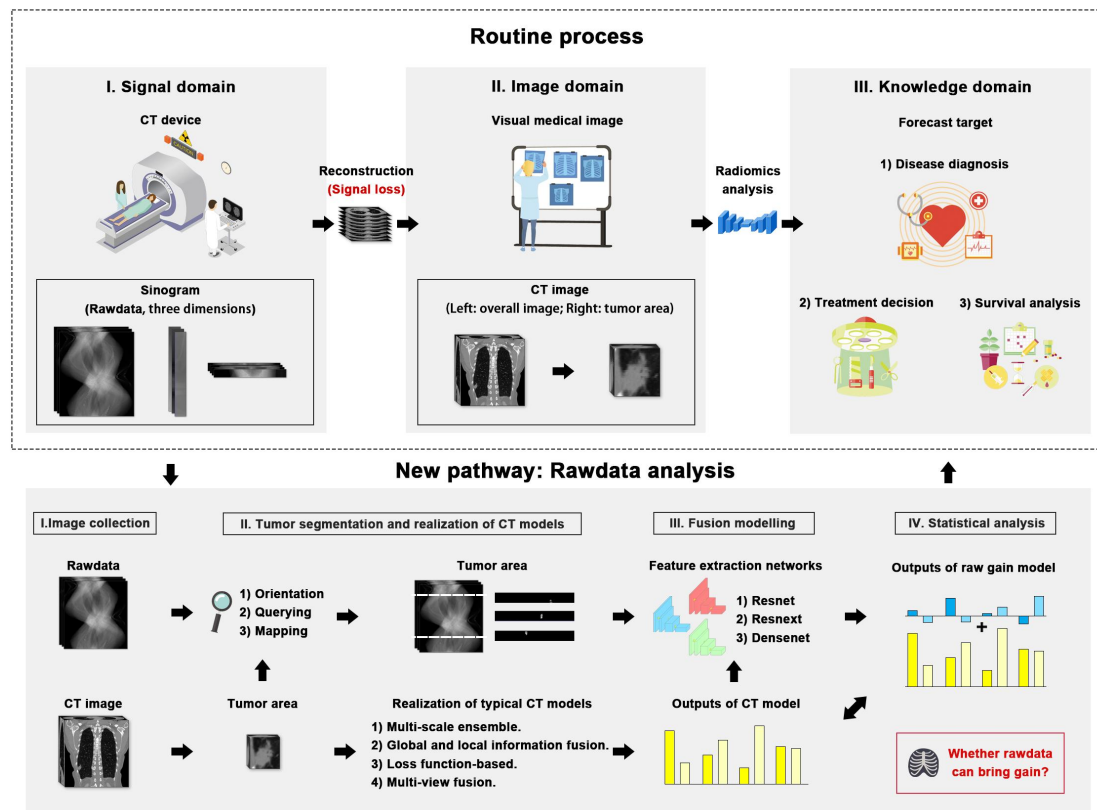 Routine process
I. Signal domain
CT device
CAUTION
Sinogram
(Rawdata, three dimensions)
Reconstruction
(Signal loss)
II. Image domain
Visual medical image
CT image
(Left: overall image; Right: tumor area)
Radiomics
analysis
III. Knowledge domain
Forecast target
1) Disease diagnosis
2) Treatment decision
3) Survival analysis
New pathway: Rawdata analysis
I.Image collection
Rawdata
CT image
II. Tumor segmentation and realization of CT models
1) Orientation
2) Querying
3) Mapping
Tumor area
Tumor area
Realization of typical CT models
1) Multi-scale ensemble.
2) Global and local information fusion.
3) Loss function-based.
4) Multi-view fusion.
III. Fusion modelling
Feature extraction networks
1) Resnet
2) Resnext
3) Densenet
Outputs of CT model
IV. Statistical analysis
Outputs of raw gain model
+
Whether rawdata
can bring gain?